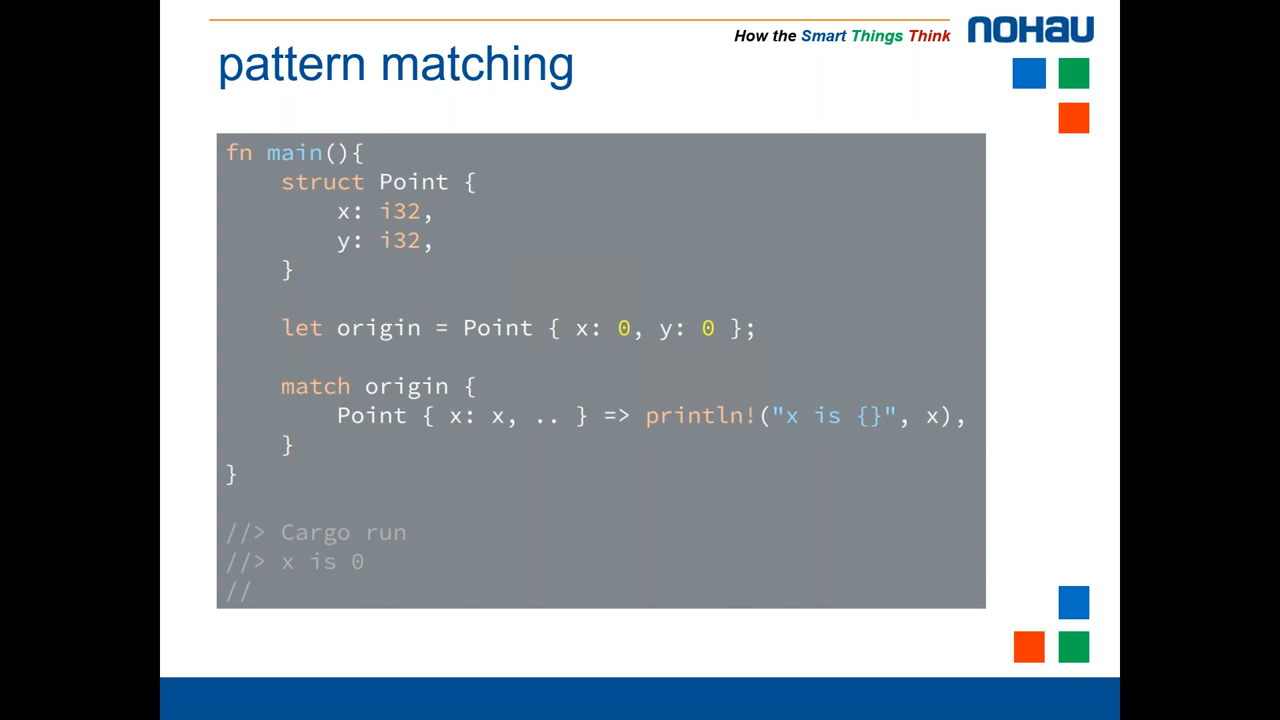 How the Smart Things Think
noHau
pattern matching
fn main(){
    struct Point {
        x: i32,
        y: i32,
    }

    let origin = Point { x: 0, y: 0 };

    match origin {
        Point { x: x, .. } => println!("x is {}", x),
    }
}

//> Cargo run
//> x is 0
//